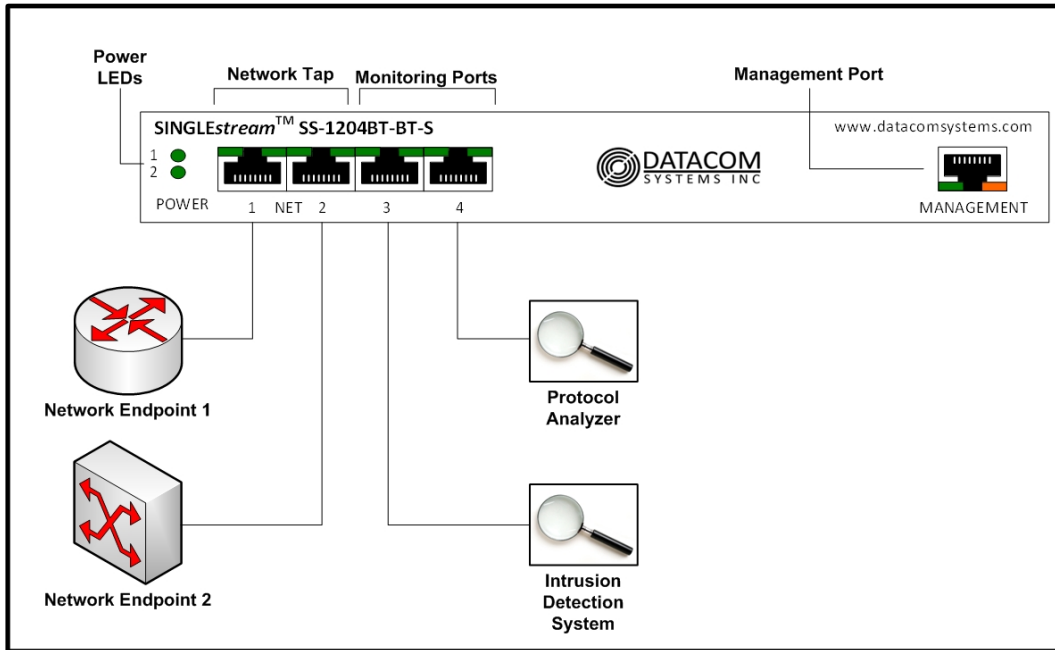 Power
LEDs
Network Tap
Monitoring Ports
Management Port
SINGLEstream™ SS-1204BT-BT-S
www.datacomsystems.com
1
2
POWER
1
NET
2
3
4
DATACOM
SYSTEMS INC
MANAGEMENT
Network Endpoint 1
Protocol
Analyzer
Network Endpoint 2
Intrusion
Detection
System